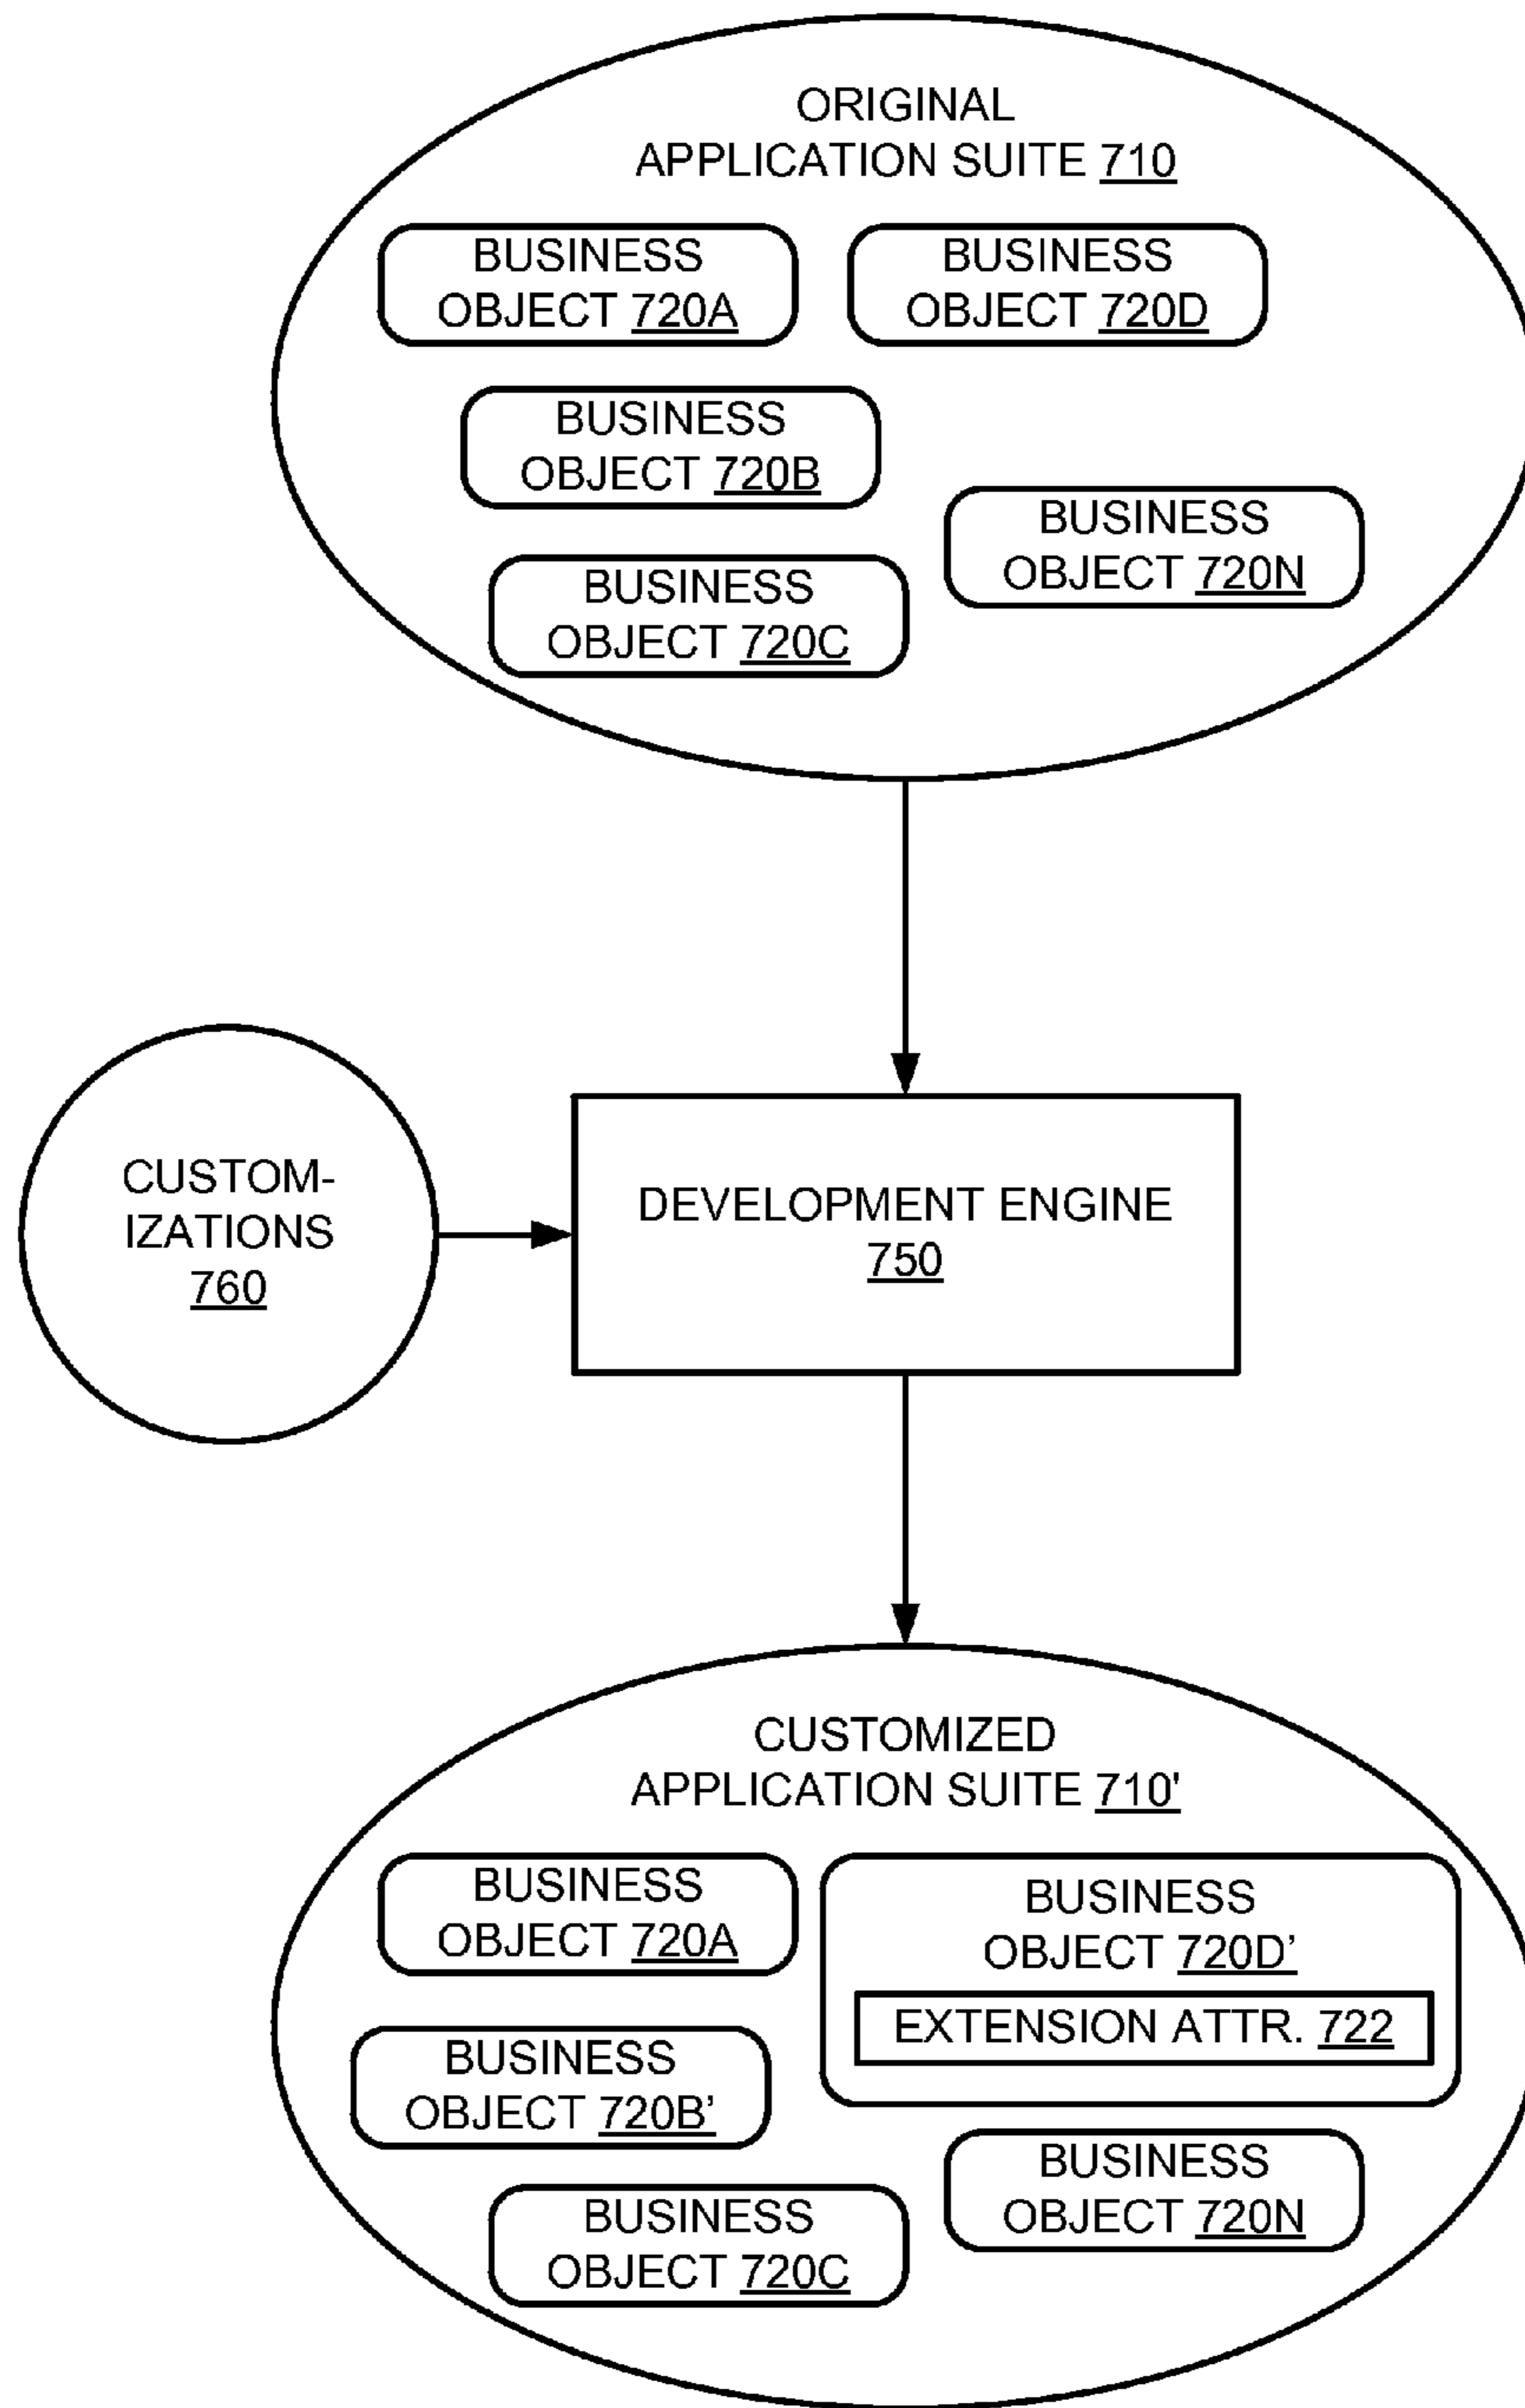 ORIGINAL
APPLICATION SUITE 710
BUSINESS
OBJECT 720A
BUSINESS
OBJECT 720D
BUSINESS
OBJECT 720B
BUSINESS
OBJECT 720N
BUSINESS
OBJECT 720C
CUSTOM-
IZATIONS
760
DEVELOPMENT ENGINE
750
CUSTOMIZED
APPLICATION SUITE 710'
BUSINESS
OBJECT 720A
BUSINESS
OBJECT 720D’
EXTENSION ATTR. 722
BUSINESS
OBJECT 720B’
BUSINESS
OBJECT 720N
BUSINESS
OBJECT 720C